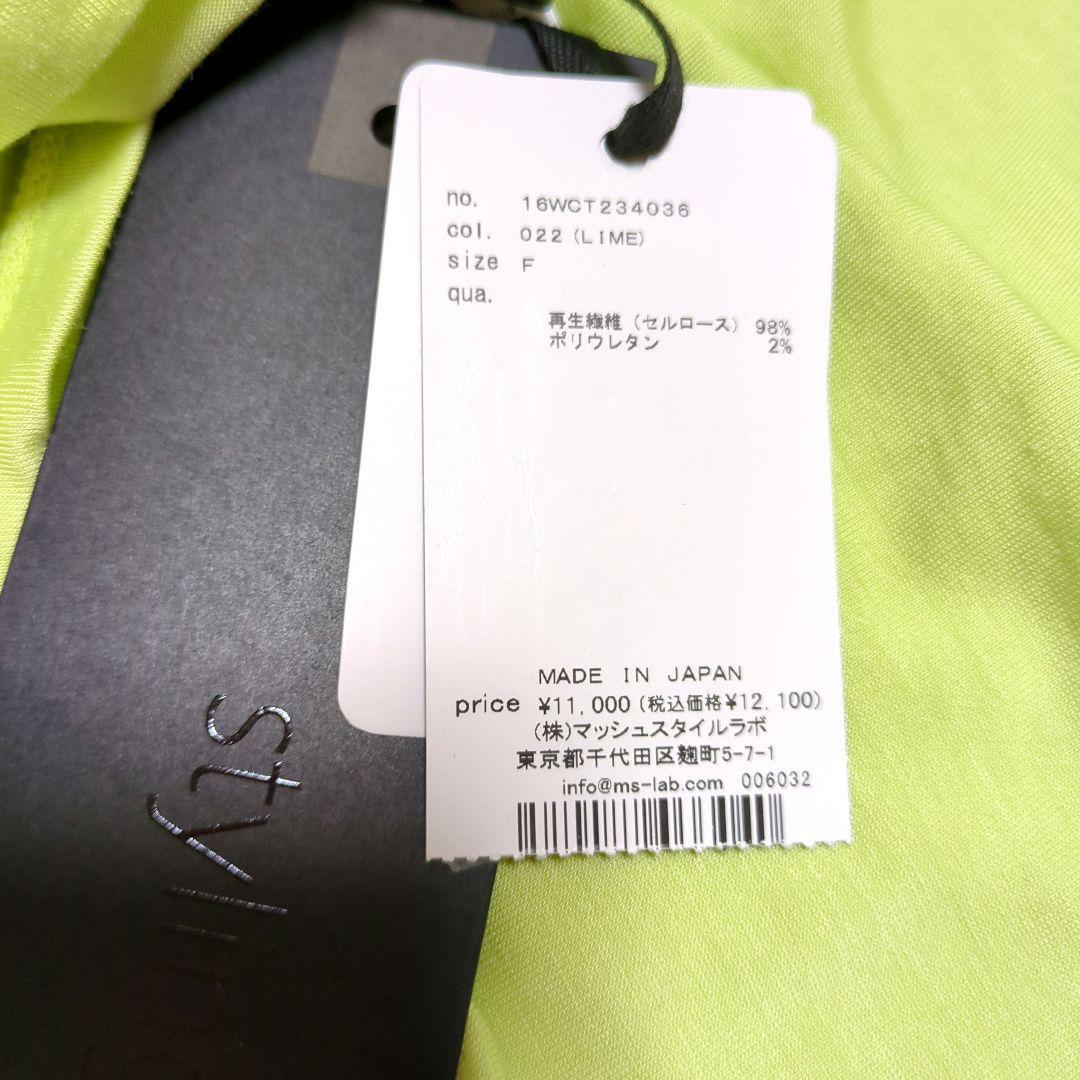 no. 16WCT234036
col. 022 (LIME)
size F
qua.
再生繊維 (セルロース) 98%
ポリウレタン 2%
MADE IN JAPAN
price ¥11,000 (税込価格¥12,100)
(株)マッシュスタイルラボ
東京都千代田区麹町5-7-1
info@ms-lab.com 006032